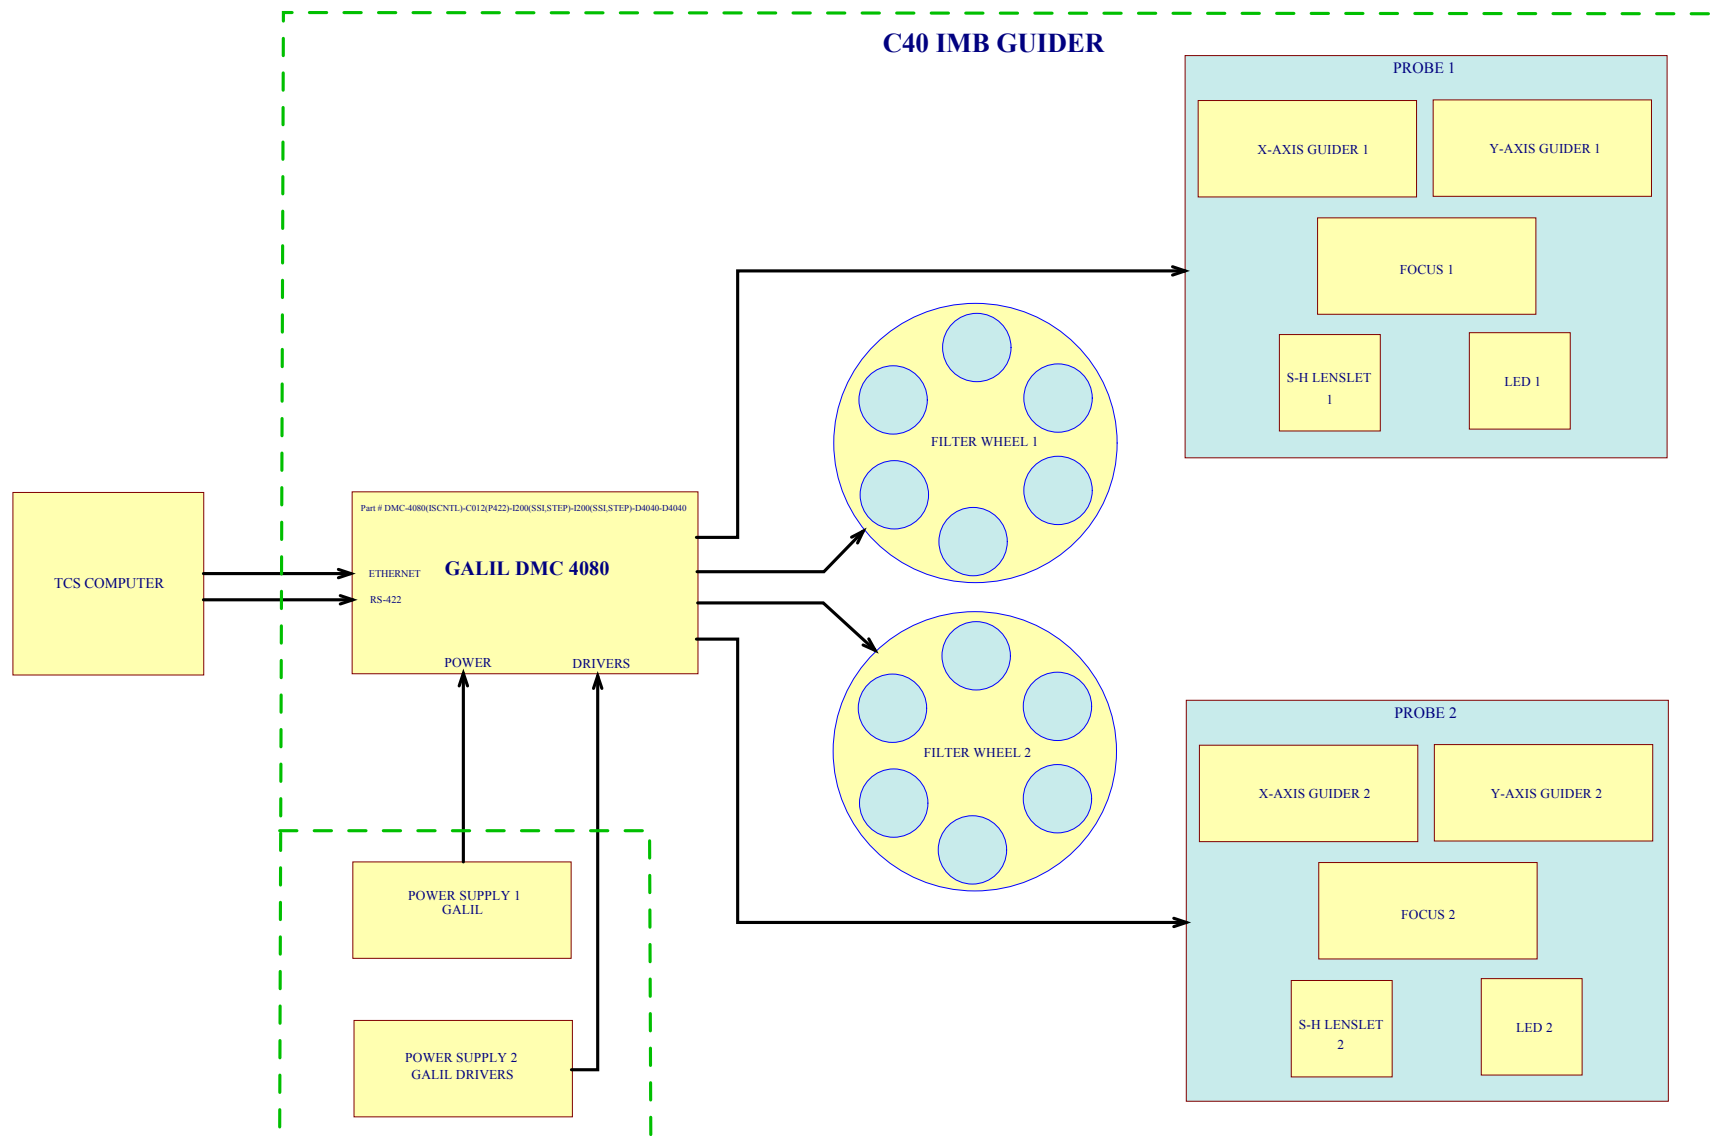 C40 IMB GUIDER
PROBE 1
X-AXIS GUIDER 1
Y-AXIS GUIDER 1
FOCUS 1
S-H LENSLET
1
LED 1
FILTER WHEEL 1
Part # DMC-4080(ISCNTL)-C012(P422)-I200(SSI,STEP)-I200(SSI,STEP)-D4040-D4040
GALIL DMC 4080
ETHERNET
RS-422
POWER
DRIVERS
TCS COMPUTER
FILTER WHEEL 2
PROBE 2
X-AXIS GUIDER 2
Y-AXIS GUIDER 2
FOCUS 2
S-H LENSLET
2
LED 2
POWER SUPPLY 1
GALIL
POWER SUPPLY 2
GALIL DRIVERS